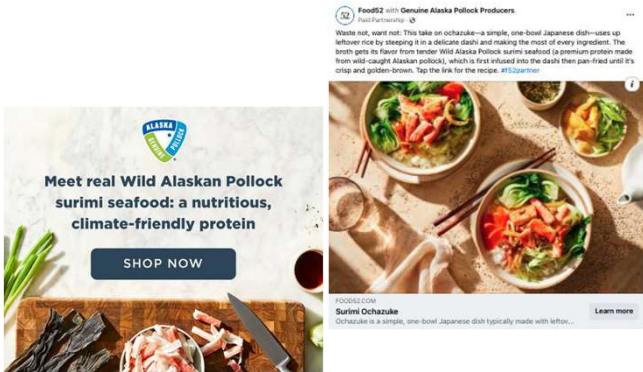 ALASKA
GENUINE
POLLOCK
Meet real Wild Alaskan Pollock
surimi seafood: a nutritious,
climate-friendly protein
SHOP NOW
52
Food52 with Genuine Alaska Pollock Producers.
Paid Partnership ·
Waste not, want not: This take on ochazuke—a simple, one-bowl Japanese dish—uses up
leftover rice by steeping it in a delicate dashi and making the most of every ingredient. The
broth gets its flavor from tender Wild Alaska Pollock surimi seafood (a premium protein made
from wild-caught Alaskan pollock), which is first infused into the dashi then pan-fried until it's
crisp and golden-brown. Tap the link for the recipe. #f52partner
i
FOOD52.COM
Surimi Ochazuke
Ochazuke is a simple, one-bowl Japanese dish typically made with leftov...
Learn more